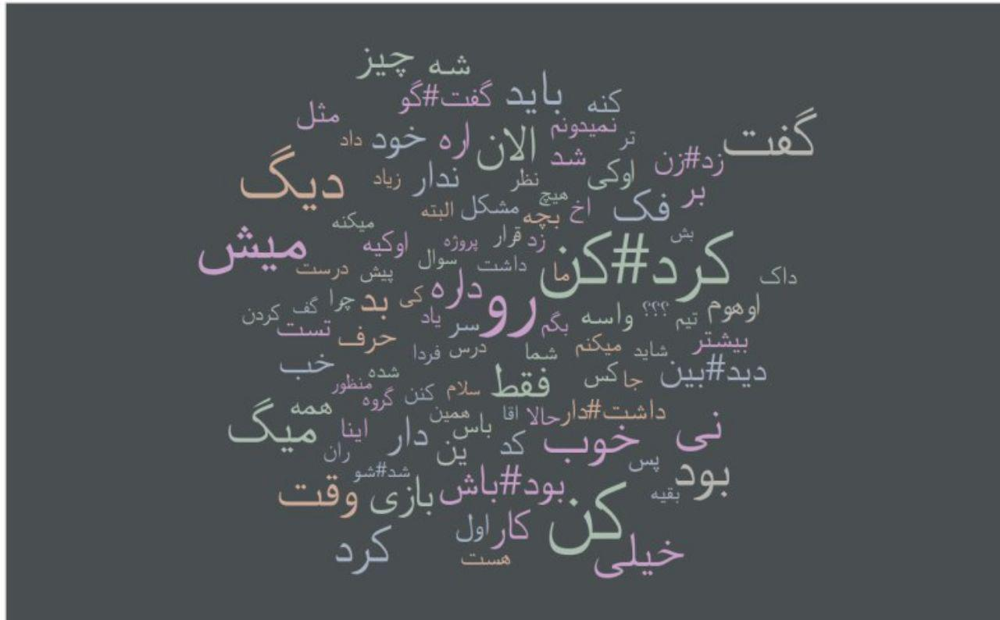 چیز شه
گفت#گو باید کنه
مثل نمیدونم گفت
داد خود اره الان شد تر زد#زن
دیگ زیاد ندار نظر اوکی بر
البته مشکل بچه هیچ اخ فک
میکنه اوکیه پروژه قرار زد بش
میش درست پیش سوال داشت ما کرد#کن داک
کردن گف چرا بد کی داره رو واسه ؟؟؟ تیم اوهوم
تست حرف یاد سر بگم بیشتر
خب درس فردا شما میکنم شاید
منظور شده فقط کس جا دید#بین
گروه کنن سلام
میگ همه اینا همین باس اقا حالا داشت#دار نی
ران دار ین کد خوب پس
شد#شو بود
وقت بازی بود#باش بقیه
کرد اول کار کن خیلی
هست